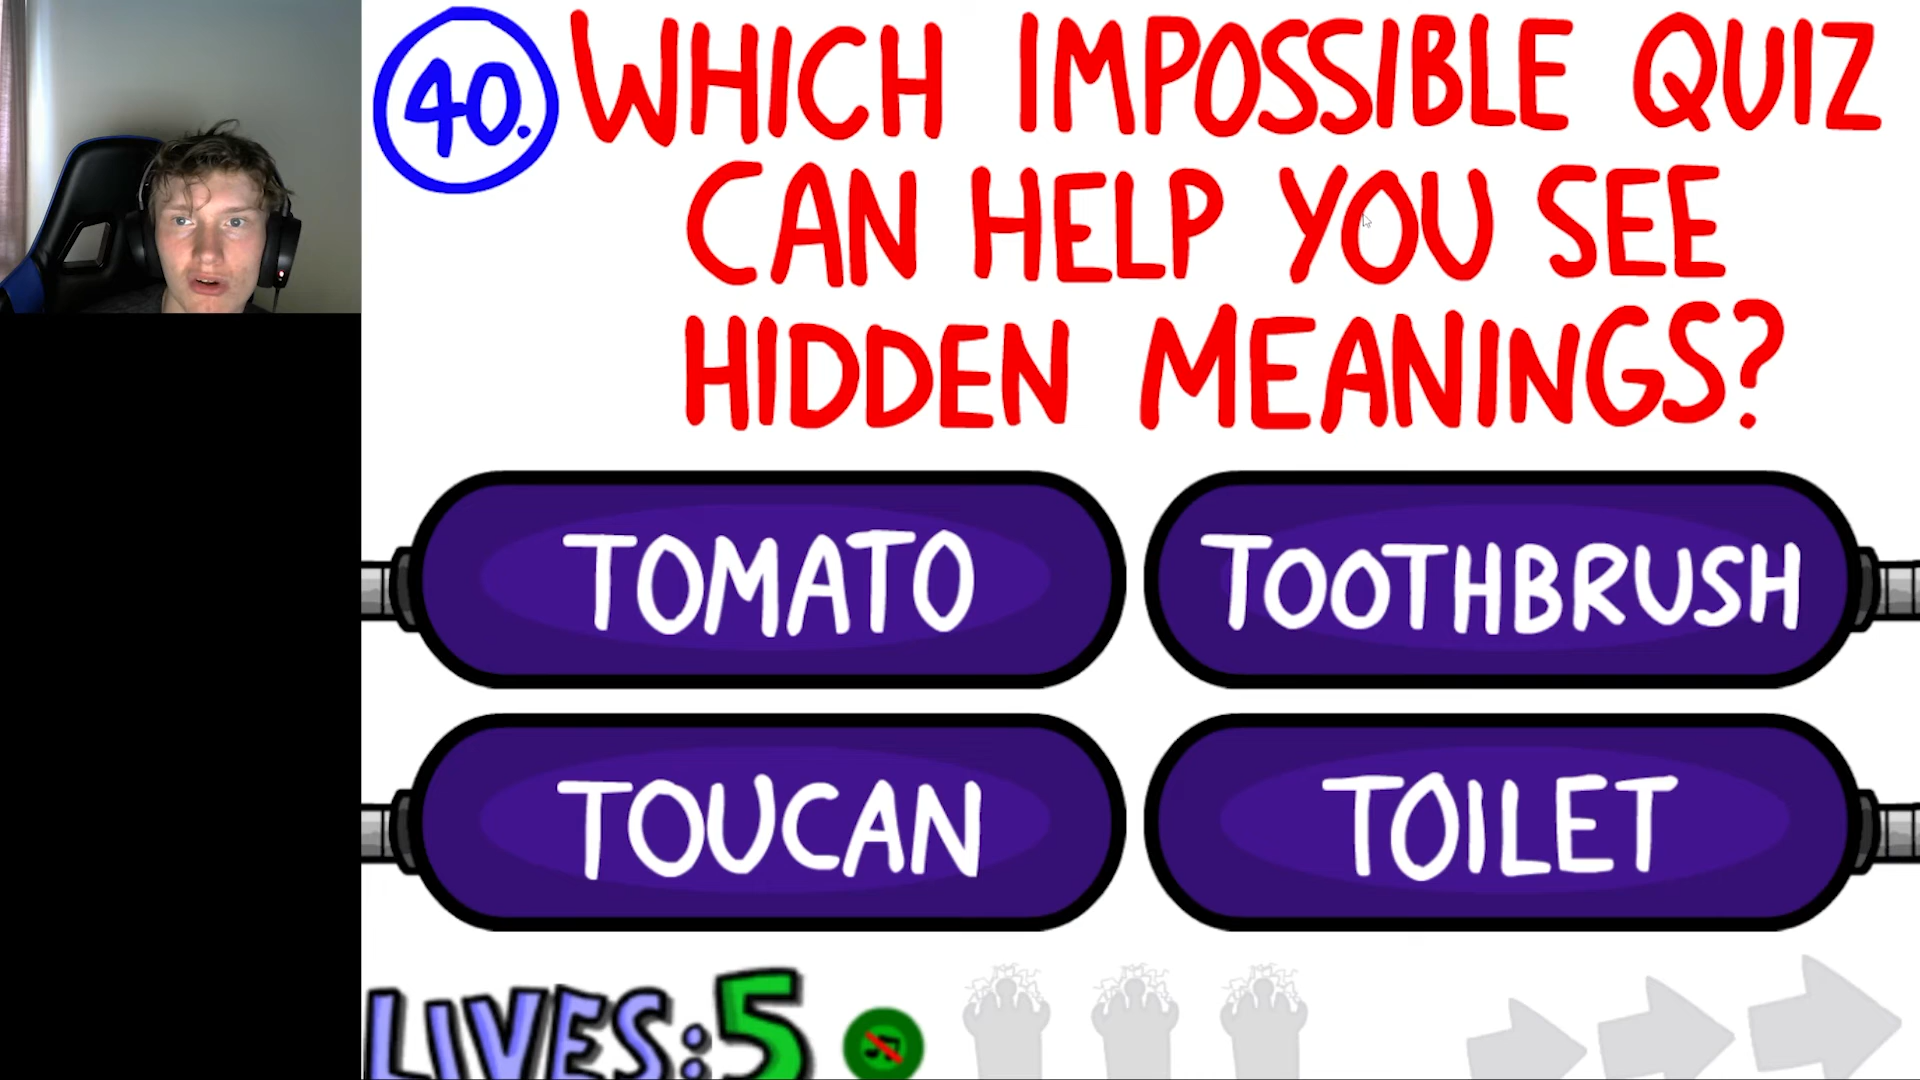 40. WHICH IMPOSSIBLE QUIZ
CAN HELP YOU SEE
HIDDEN MEANINGS?
TOMATO
TOOTHBRUSH
TOUCAN
TOILET
LIVES: 5